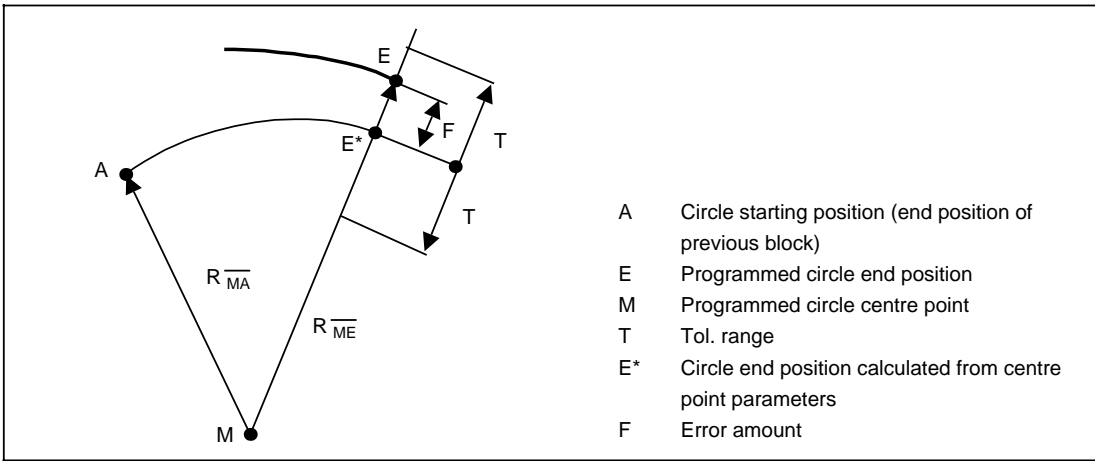 E
F
T
E*
A
T
R MA
R ME
M
A Circle starting position (end position of
previous block)
E Programmed circle end position
M Programmed circle centre point
T Tol. range
E* Circle end position calculated from centre
point parameters
F Error amount